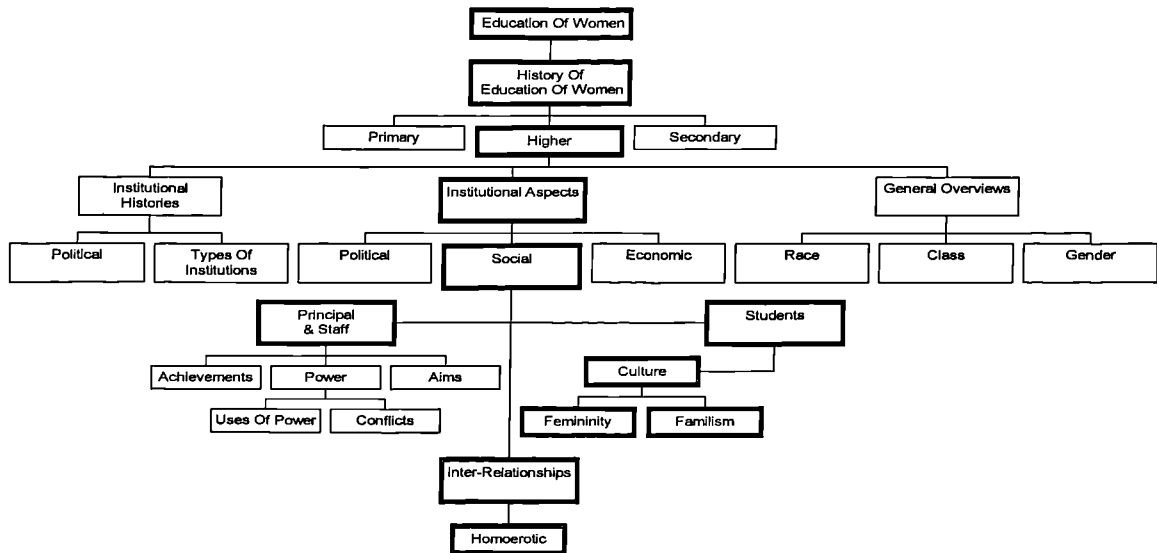 Education Of Women
History Of
Education Of Women
Primary
Higher
Secondary
Institutional
Histories
Institutional Aspects
General Overviews
Political
Types Of
Institutions
Political
Social
Economic
Race
Class
Gender
Principal
& Staff
Students
Achievements
Power
Aims
Culture
Uses Of Power
Conflicts
Femininity
Familism
Inter-Relationships
Homoerotic